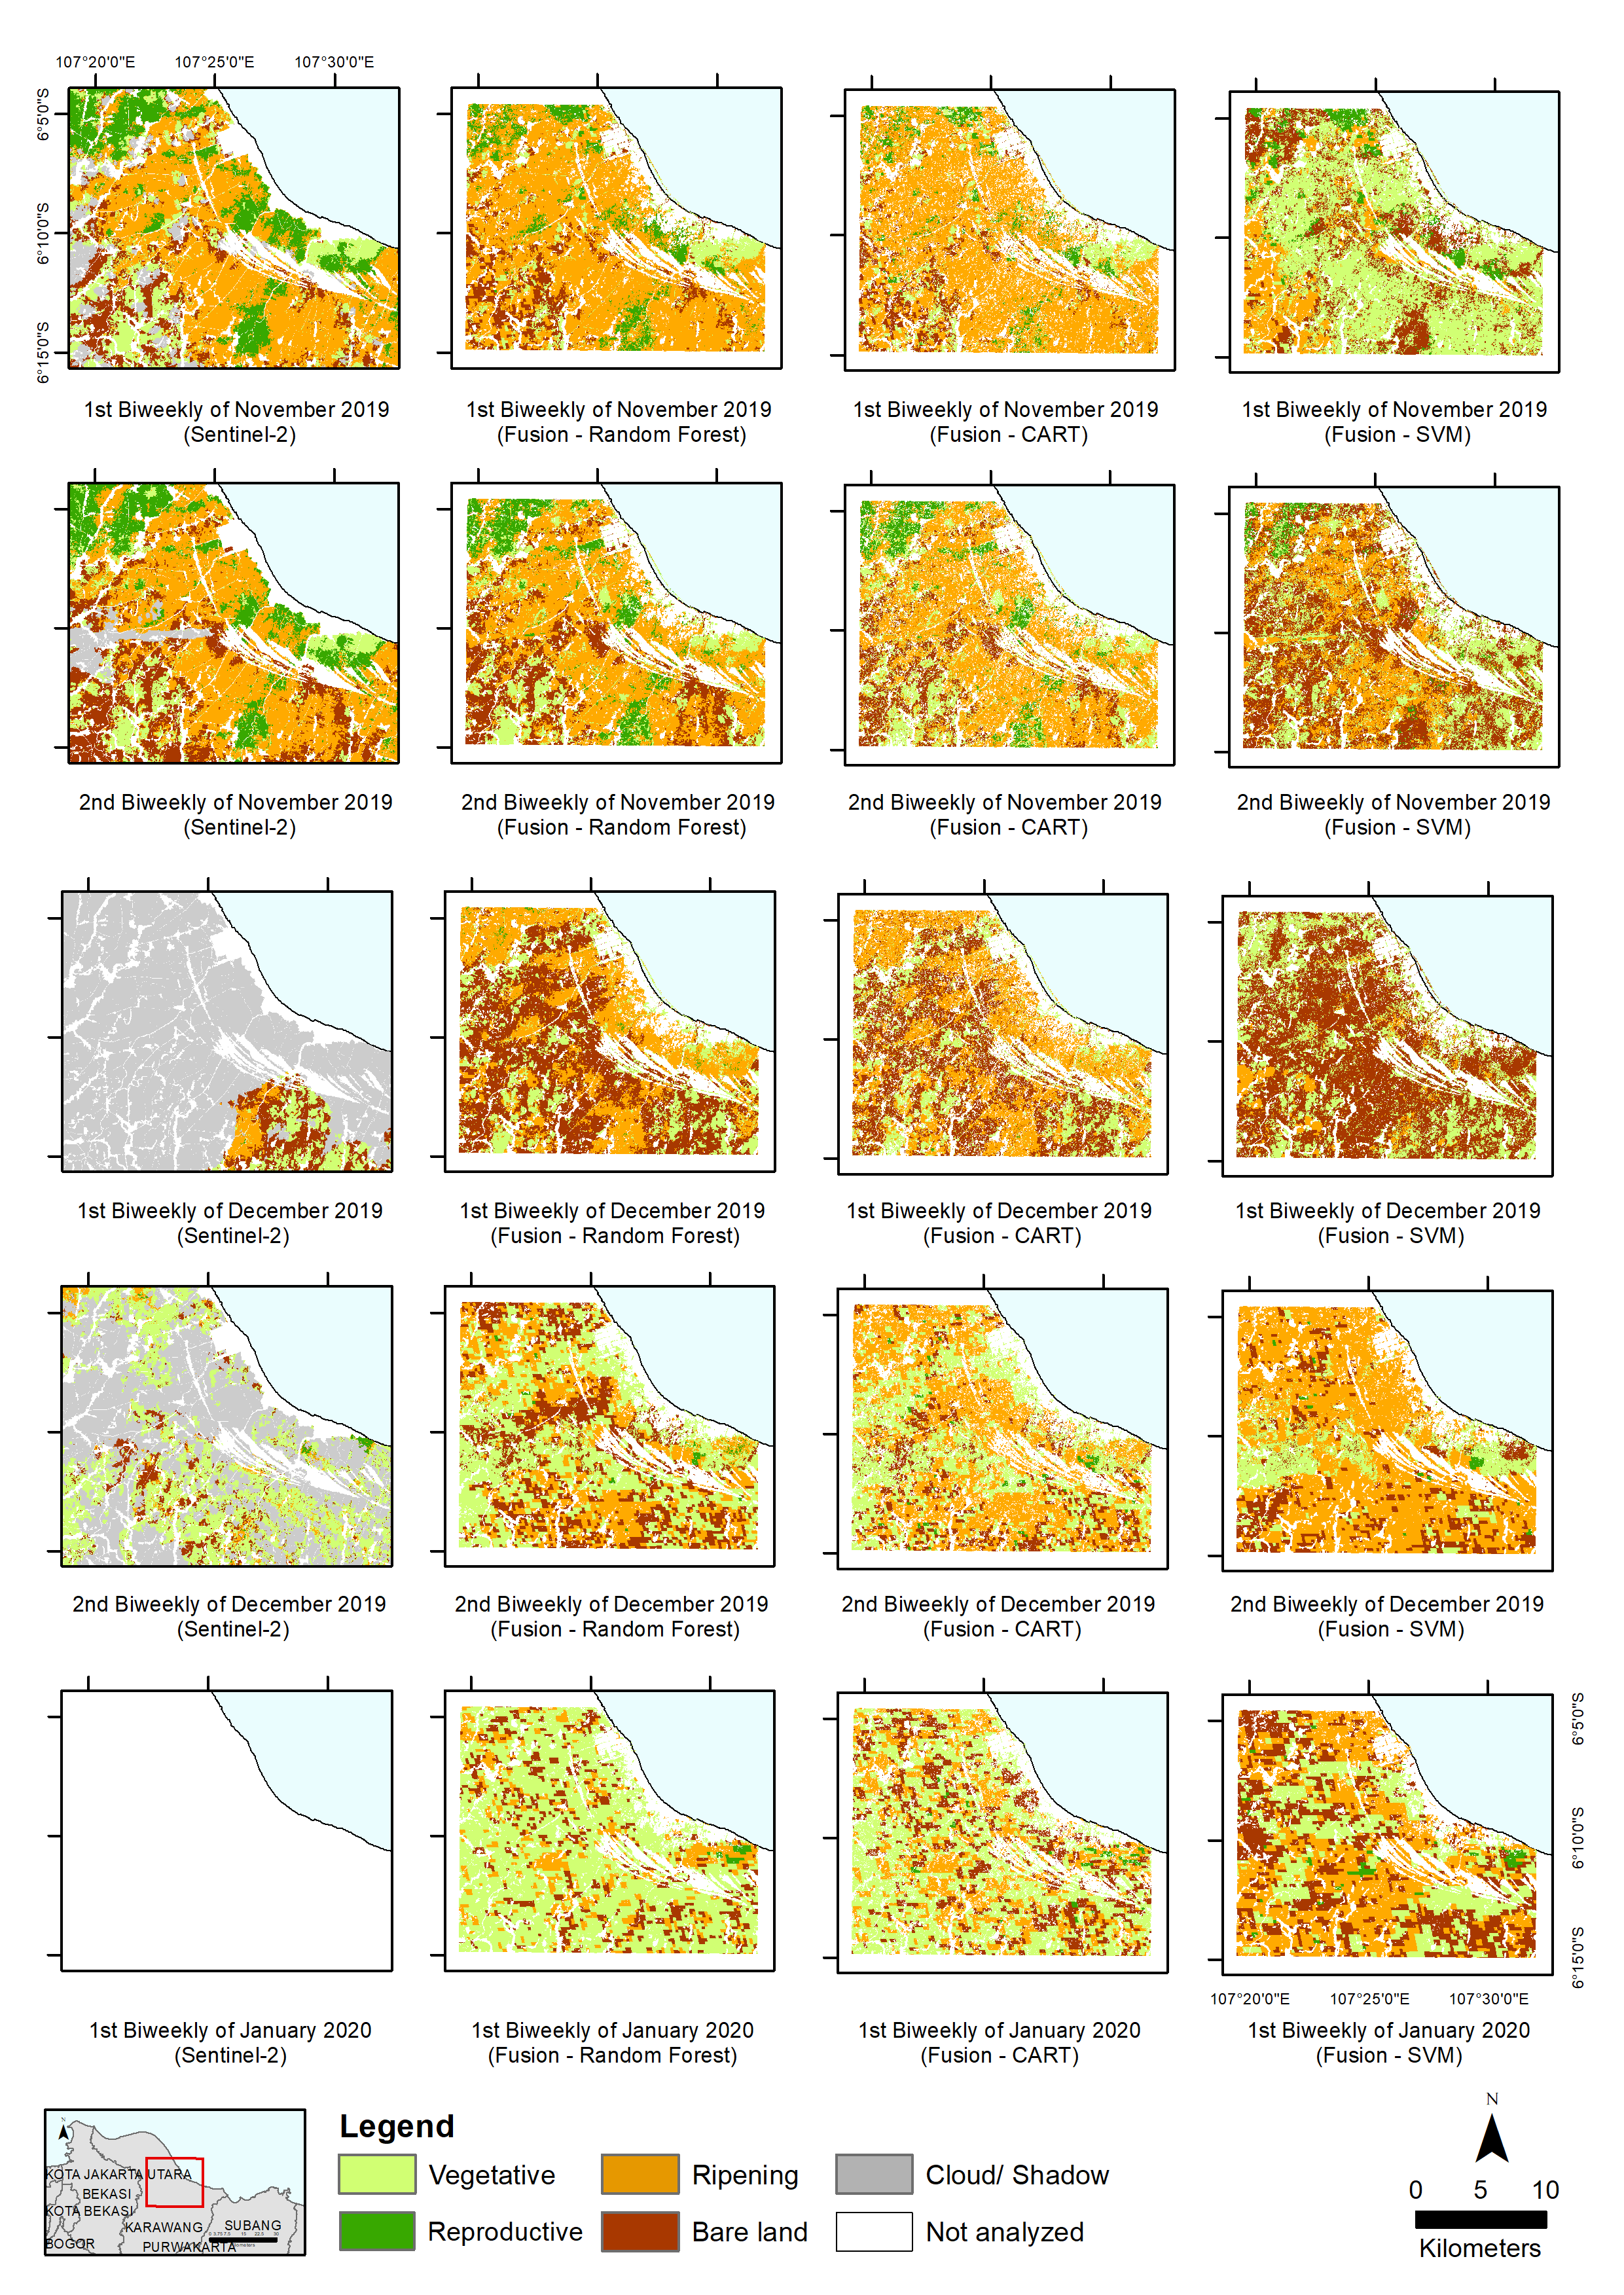 107°20'0"E 107°25'0"E 107°30'0"E
6°5'0"S
6°10'0"S
6°15'0"S
1st Biweekly of November 2019
(Sentinel-2)
1st Biweekly of November 2019
(Fusion - Random Forest)
1st Biweekly of November 2019
(Fusion - CART)
1st Biweekly of November 2019
(Fusion - SVM)
2nd Biweekly of November 2019
(Sentinel-2)
2nd Biweekly of November 2019
(Fusion - Random Forest)
2nd Biweekly of November 2019
(Fusion - CART)
2nd Biweekly of November 2019
(Fusion - SVM)
1st Biweekly of December 2019
(Sentinel-2)
1st Biweekly of December 2019
(Fusion - Random Forest)
1st Biweekly of December 2019
(Fusion - CART)
1st Biweekly of December 2019
(Fusion - SVM)
2nd Biweekly of December 2019
(Sentinel-2)
2nd Biweekly of December 2019
(Fusion - Random Forest)
2nd Biweekly of December 2019
(Fusion - CART)
2nd Biweekly of December 2019
(Fusion - SVM)
6°5'0"S
6°10'0"S
6°15'0"S
107°20'0"E 107°25'0"E 107°30'0"E
1st Biweekly of January 2020
(Sentinel-2)
1st Biweekly of January 2020
(Fusion - Random Forest)
1st Biweekly of January 2020
(Fusion - CART)
1st Biweekly of January 2020
(Fusion - SVM)
N
KOTA JAKARTA UTARA
BEKASI
KOTA BEKASI
KARAWANG
SUBANG
BOGOR
PURWAKARTA
Legend
Vegetative
Ripening
Cloud/ Shadow
Reproductive
Bare land
Not analyzed
N
0 5 10
Kilometers